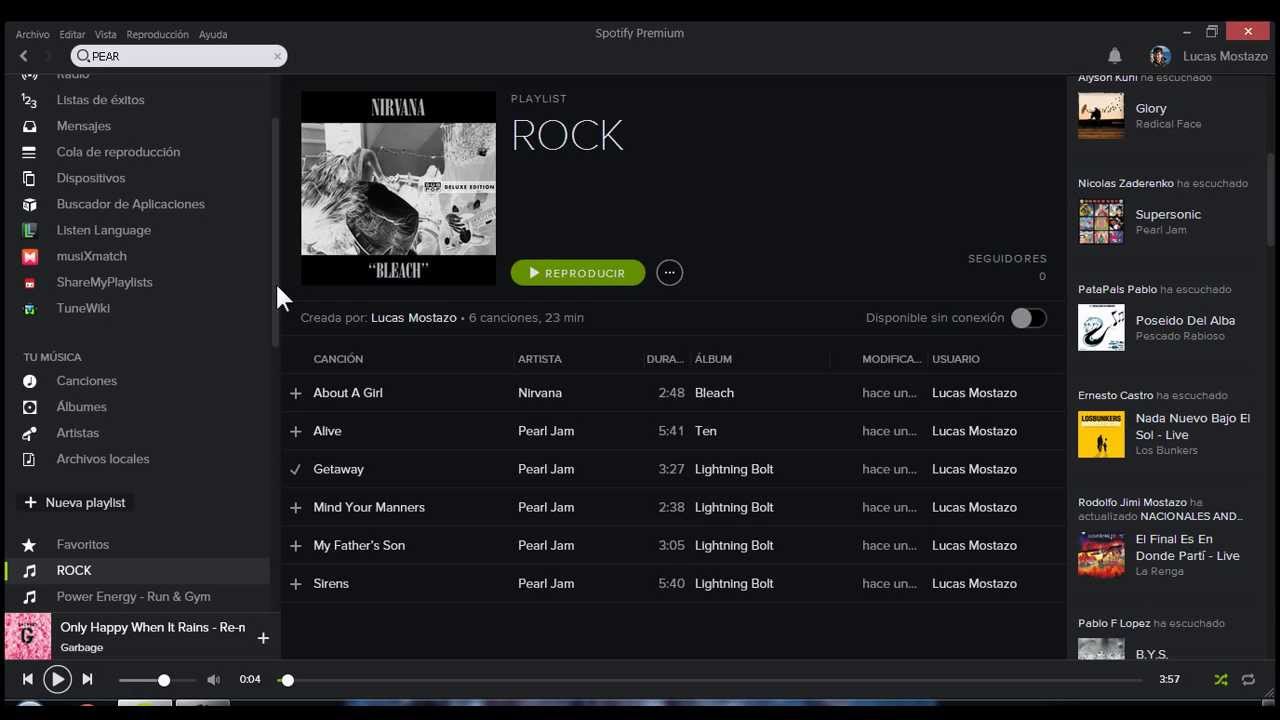 Archivo Editar Vista Reproducción Ayuda
Spotify Premium
PEAR
Lucas Mostazo
Radio
Listas de éxitos
Mensajes
Cola de reproducción
Dispositivos
Buscador de Aplicaciones
Listen Language
musiXmatch
ShareMyPlaylists
TuneWiki
TU MÚSICA
Canciones
Álbumes
Artistas
Archivos locales
Nueva playlist
Favoritos
ROCK
Power Energy - Run & Gym
Only Happy When It Rains - Re-m
Garbage
NIRVANA
SUB POP DELUXE EDITION
"BLEACH"
PLAYLIST
ROCK
REPRODUCIR
SEGUIDORES
0
Creada por: Lucas Mostazo • 6 canciones, 23 min
Disponible sin conexión
CANCIÓN ARTISTA DURA... ÁLBUM MODIFICA... USUARIO
About A Girl Nirvana 2:48 Bleach hace un... Lucas Mostazo
Alive Pearl Jam 5:41 Ten hace un... Lucas Mostazo
Getaway Pearl Jam 3:27 Lightning Bolt hace un... Lucas Mostazo
Mind Your Manners Pearl Jam 2:38 Lightning Bolt hace un... Lucas Mostazo
My Father's Son Pearl Jam 3:05 Lightning Bolt hace un... Lucas Mostazo
Sirens Pearl Jam 5:40 Lightning Bolt hace un... Lucas Mostazo
Alyson Kuhl ha escuchado
Glory
Radical Face
Nicolas Zaderenko ha escuchado
Supersonic
Pearl Jam
PataPals Pablo ha escuchado
Poseido Del Alba
Pescado Rabioso
Ernesto Castro ha escuchado
LOSBUNKERS
Nada Nuevo Bajo El
Sol - Live
Los Bunkers
Rodolfo Jimi Mostazo ha
actualizado NACIONALES AND...
El Final Es En
Donde Partí - Live
La Renga
Pablo F Lopez ha escuchado
B.Y.S.
0:04
3:57